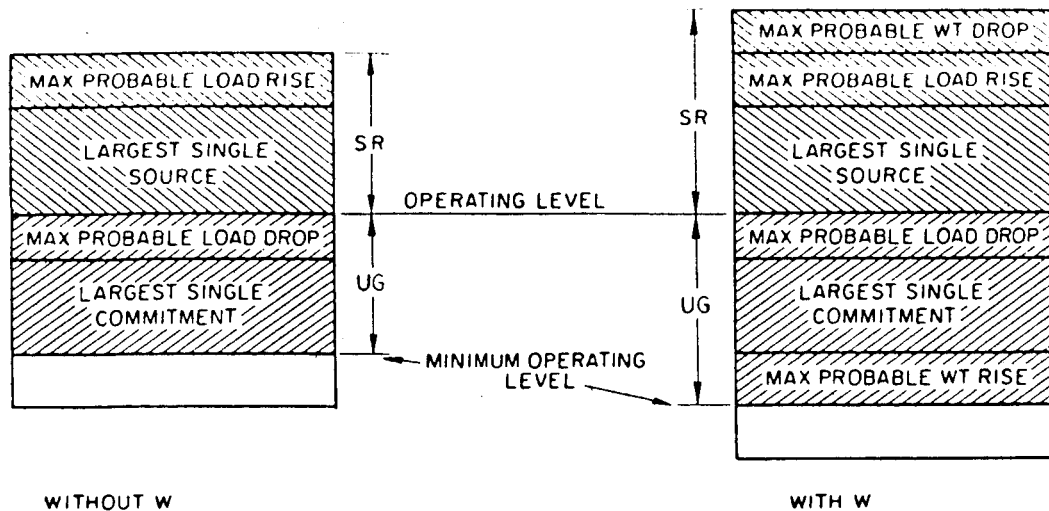 MAX PROBABLE LOAD RISE
LARGEST SINGLE
SOURCE
SR
OPERATING LEVEL
MAX PROBABLE LOAD DROP
LARGEST SINGLE
COMMITMENT
UG
MINIMUM OPERATING
LEVEL
WITHOUT W
MAX PROBABLE WT DROP
MAX PROBABLE LOAD RISE
SR
LARGEST SINGLE
SOURCE
MAX PROBABLE LOAD DROP
LARGEST SINGLE
COMMITMENT
UG
MAX PROBABLE WT RISE
WITH W